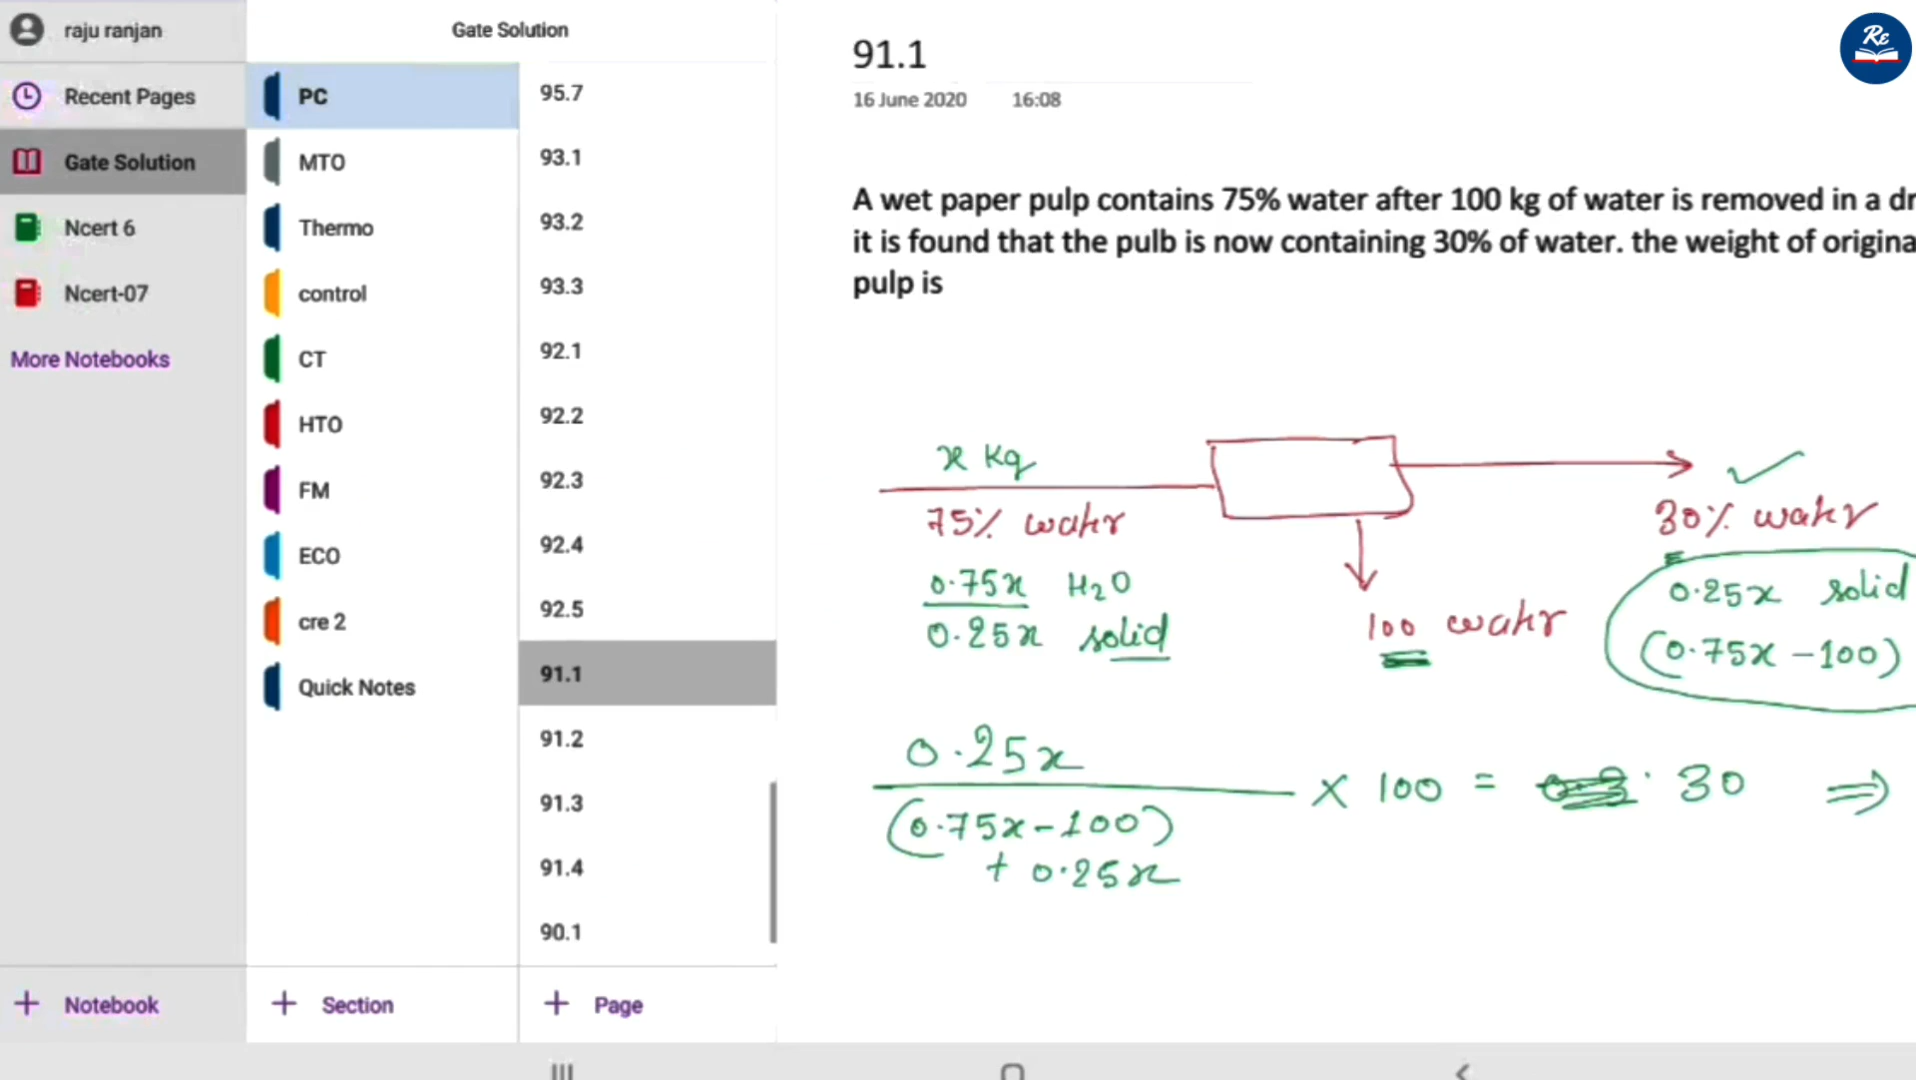 raju ranjan
Recent Pages
Gate Solution
Ncert 6
Ncert-07
More Notebooks
+ Notebook
Gate Solution
PC
MTO
Thermo
control
CT
HTO
FM
ECO
cre 2
Quick Notes
+ Section
95.7
93.1
93.2
93.3
92.1
92.2
92.3
92.4
92.5
91.1
91.2
91.3
91.4
90.1
+ Page
Re
91.1
16 June 2020 16:08
A wet paper pulp contains 75% water after 100 kg of water is removed in a dr
it is found that the pulb is now containing 30% of water. the weight of origina
pulp is
x Kg
75% water
0.75x H2O
0.25x solid
100 water
30% water
0.25x solid
(0.75x - 100)
0.25x
(0.75x - 100)
+ 0.25x
× 100 = 30 ⇒